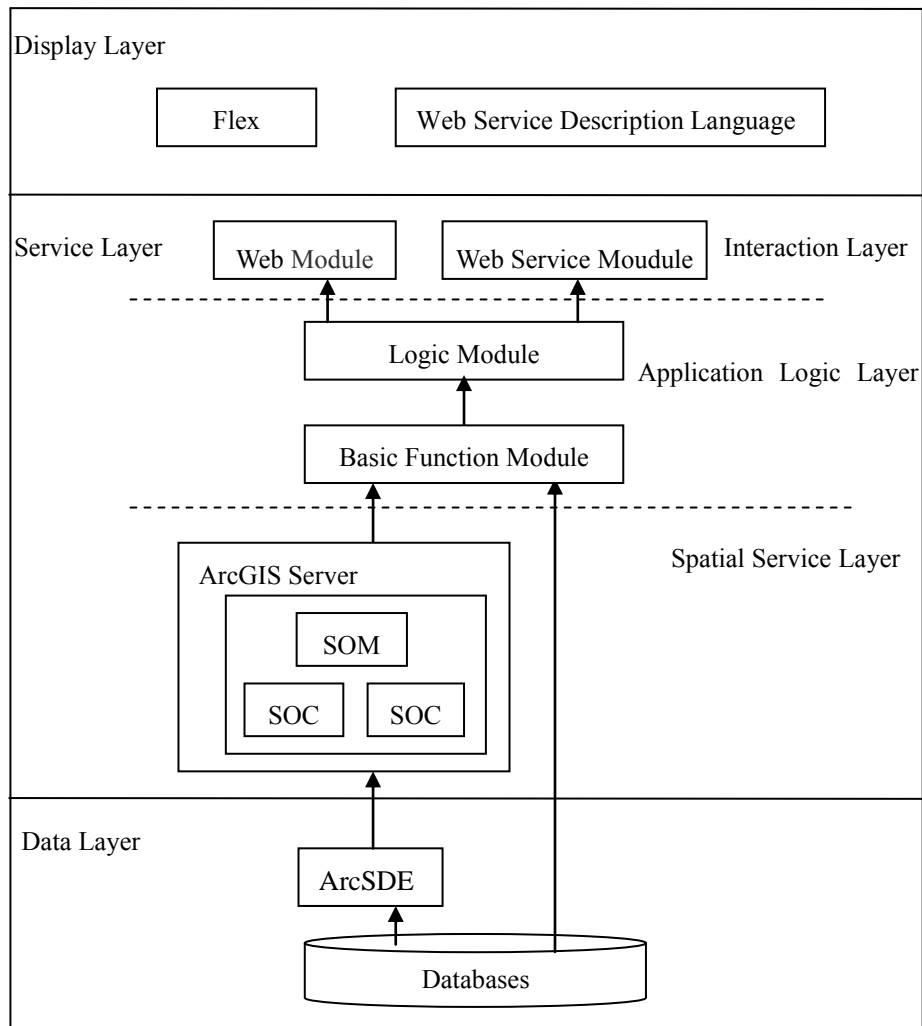 Display Layer
Flex
Web Service Description Language
Service Layer
Web Module
Web Service Moudule
Interaction Layer
Logic Module
Application Logic Layer
Basic Function Module
Spatial Service Layer
ArcGIS Server
SOM
SOC
SOC
Data Layer
ArcSDE
Databases